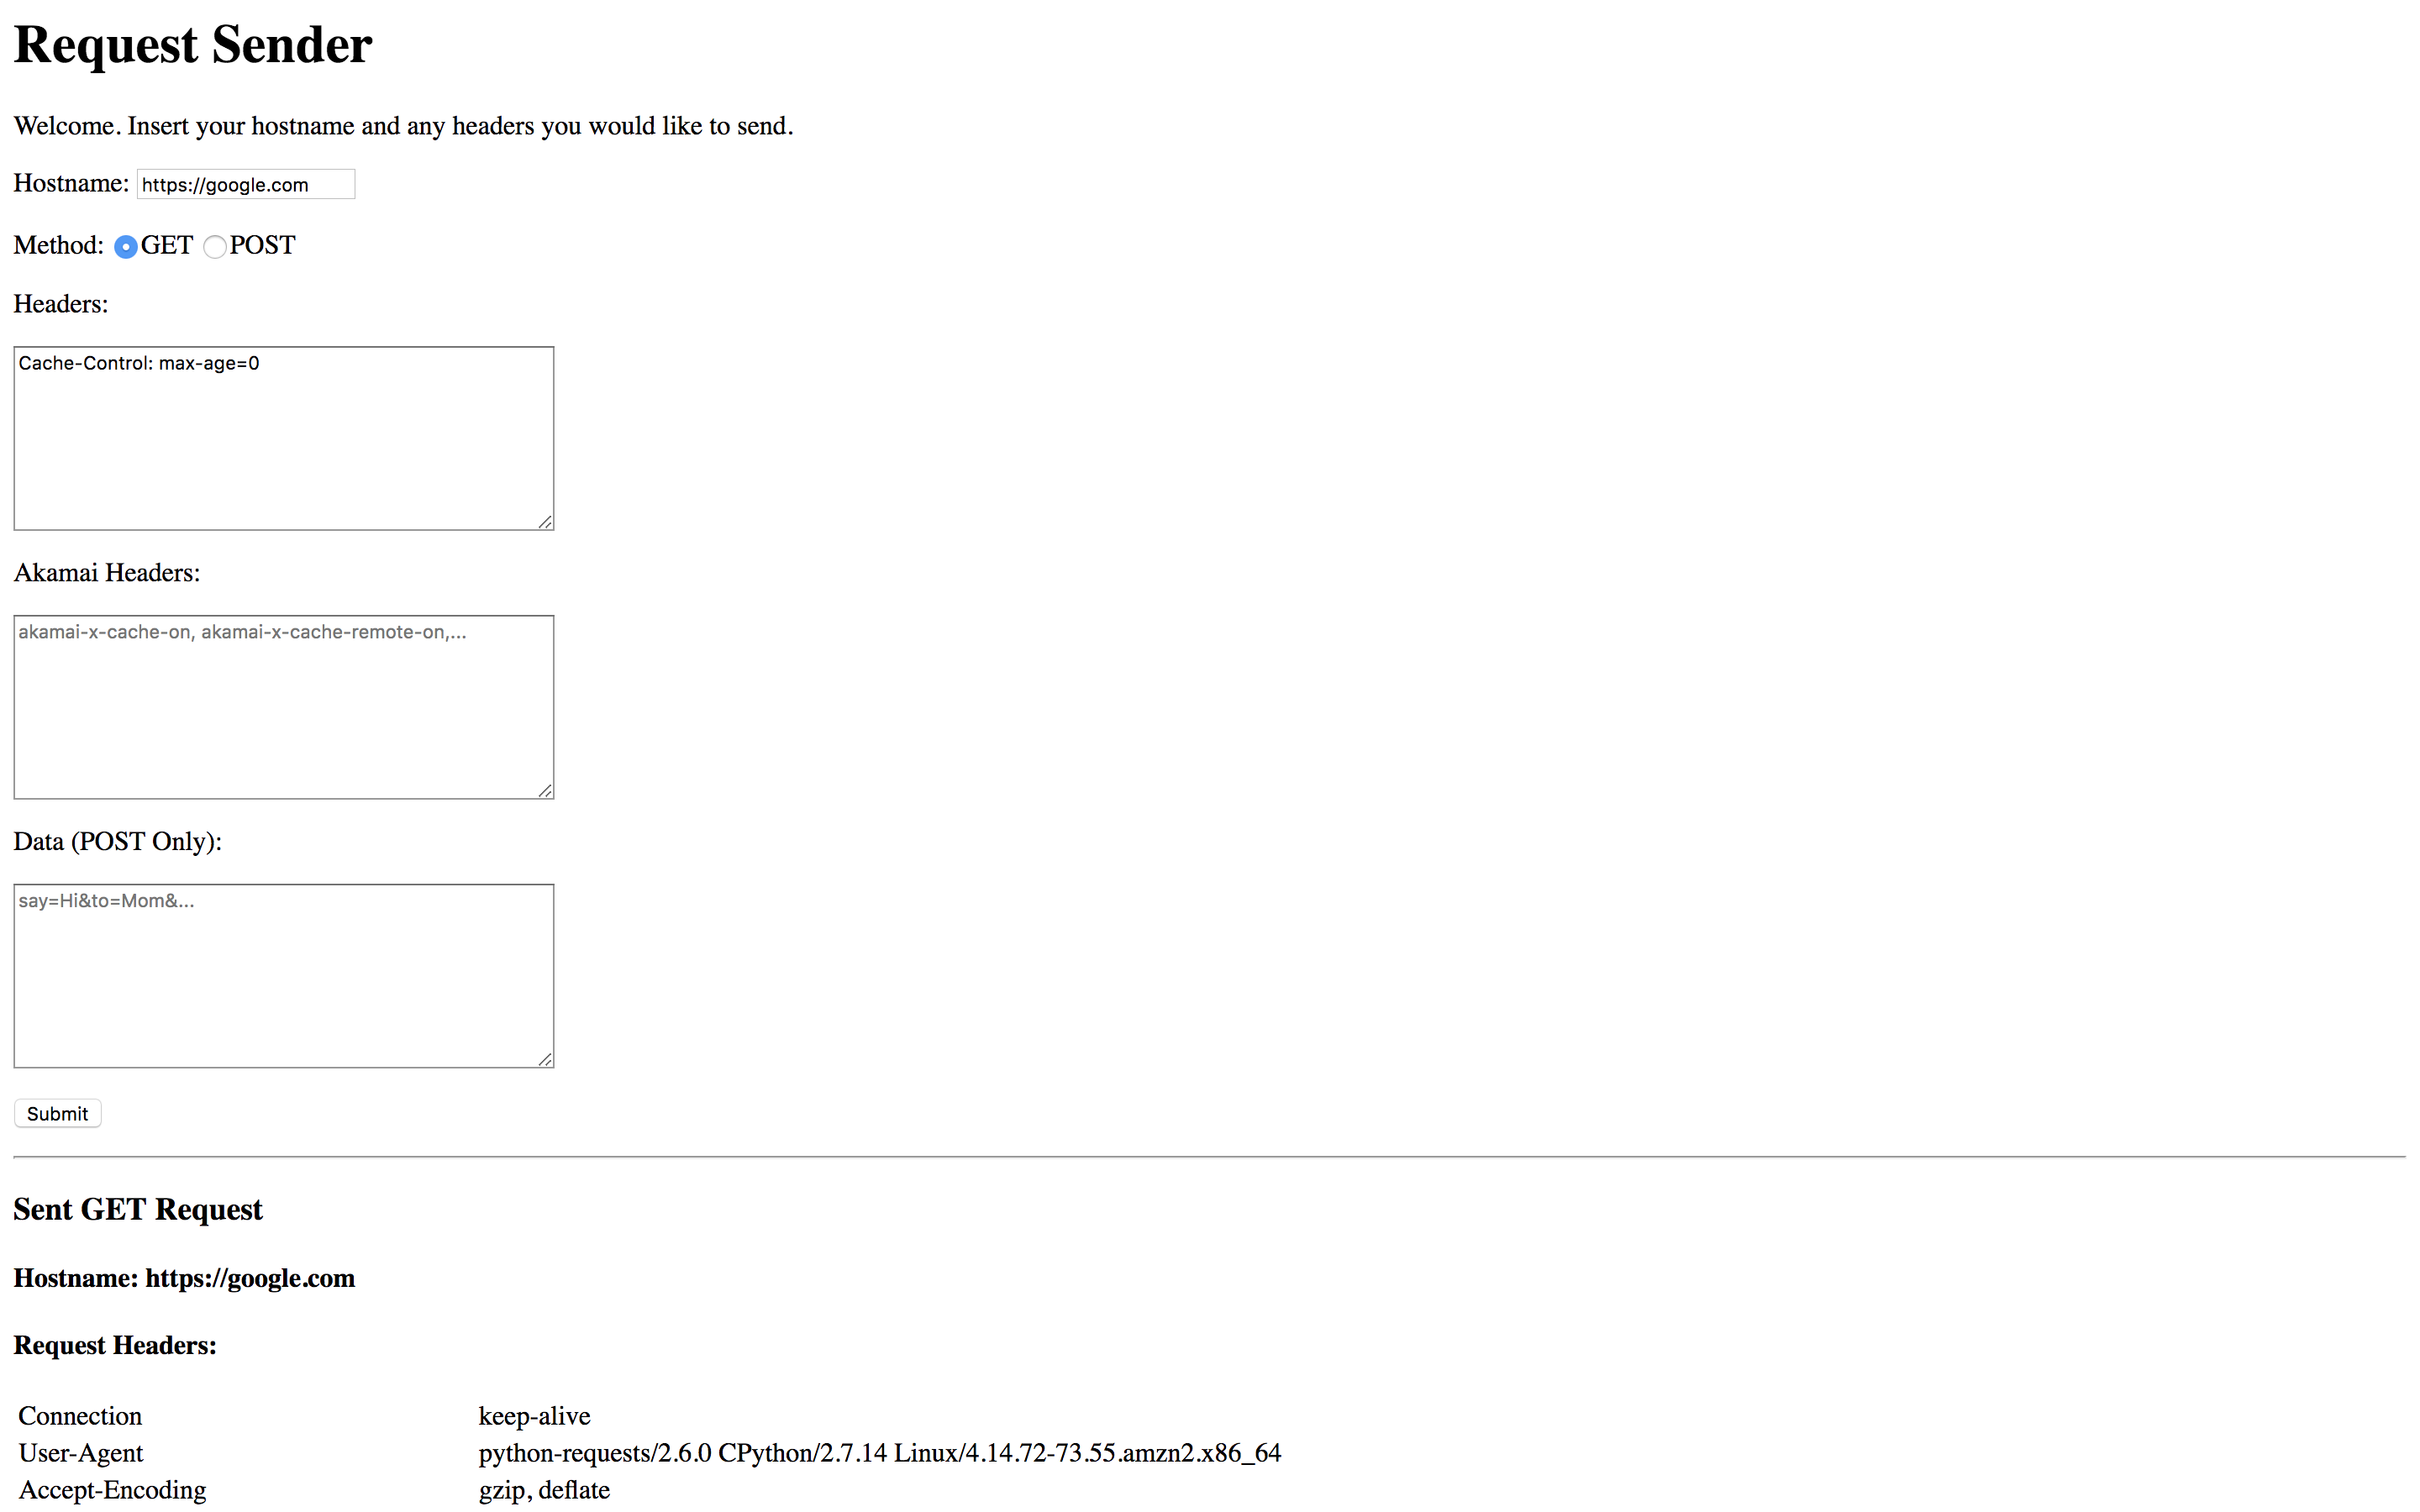 Request Sender
Welcome. Insert your hostname and any headers you would like to send.
Hostname: https://google.com
Method: GET POST
Headers:
Cache-Control: max-age=0
Akamai Headers:
akamai-x-cache-on, akamai-x-cache-remote-on,...
Data (POST Only):
say=Hi&to=Mom&...
Submit
Sent GET Request
Hostname: https://google.com
Request Headers:
Connection keep-alive
User-Agent python-requests/2.6.0 CPython/2.7.14 Linux/4.14.72-73.55.amzn2.x86_64
Accept-Encoding gzip, deflate